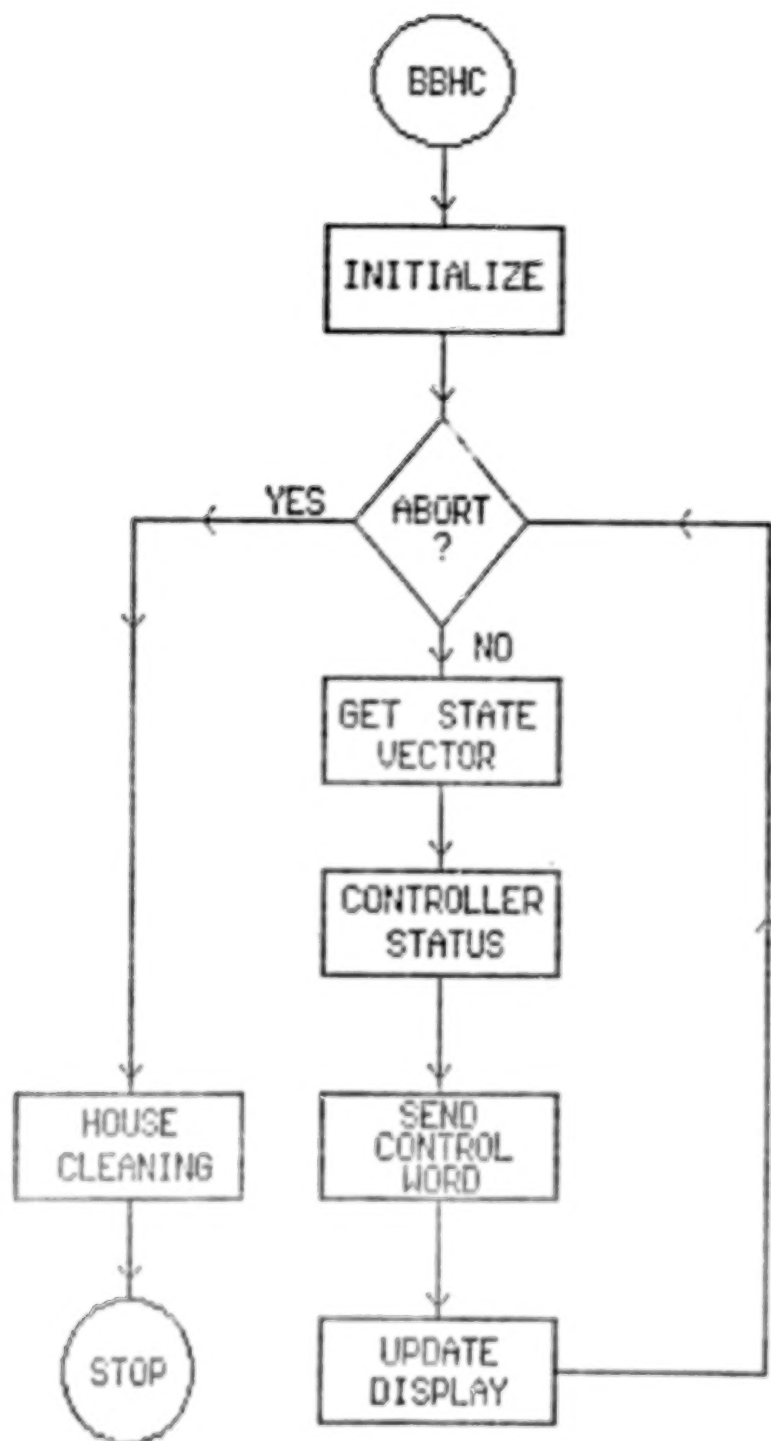 BBHC
INITIALIZE
YES
ABORT
?
NO
GET STATE
VECTOR
CONTROLLER
STATUS
HOUSE
CLEANING
SEND
CONTROL
WORD
STOP
UPDATE
DISPLAY